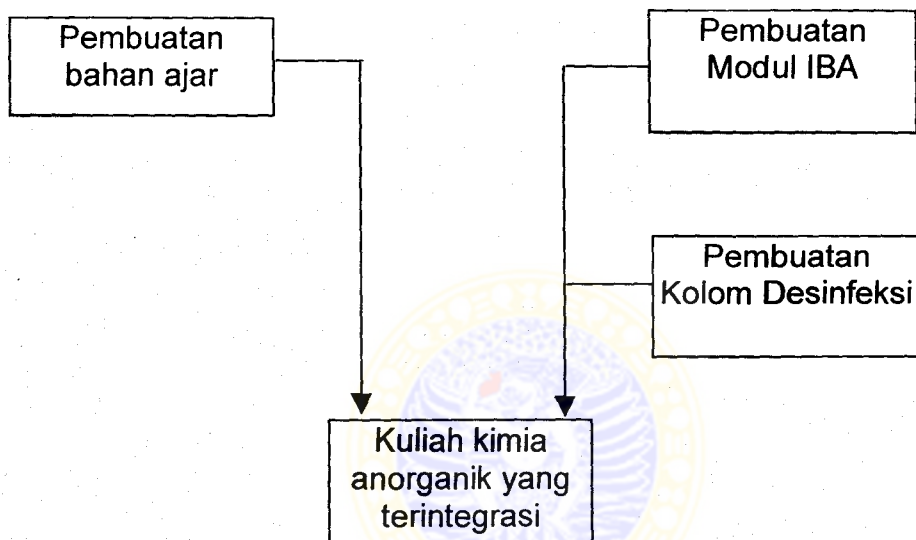 Pembuatan
bahan ajar
Pembuatan
Modul IBA
Pembuatan
Kolom Desinfeksi
Kuliah kimia
anorganik yang
terintegrasi